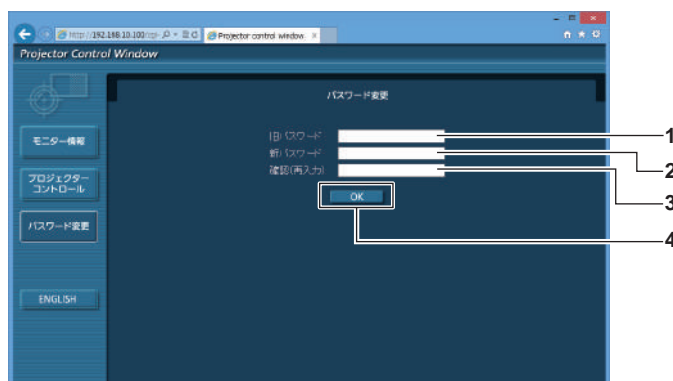 http://192.168.10.100/cgi-
Projector control window
Projector Control Window
パスワード変更
モニター情報
プロジェクター
コントロール
パスワード変更
ENGLISH
旧パスワード
新パスワード
確認(再入力)
OK
1
2
3
4